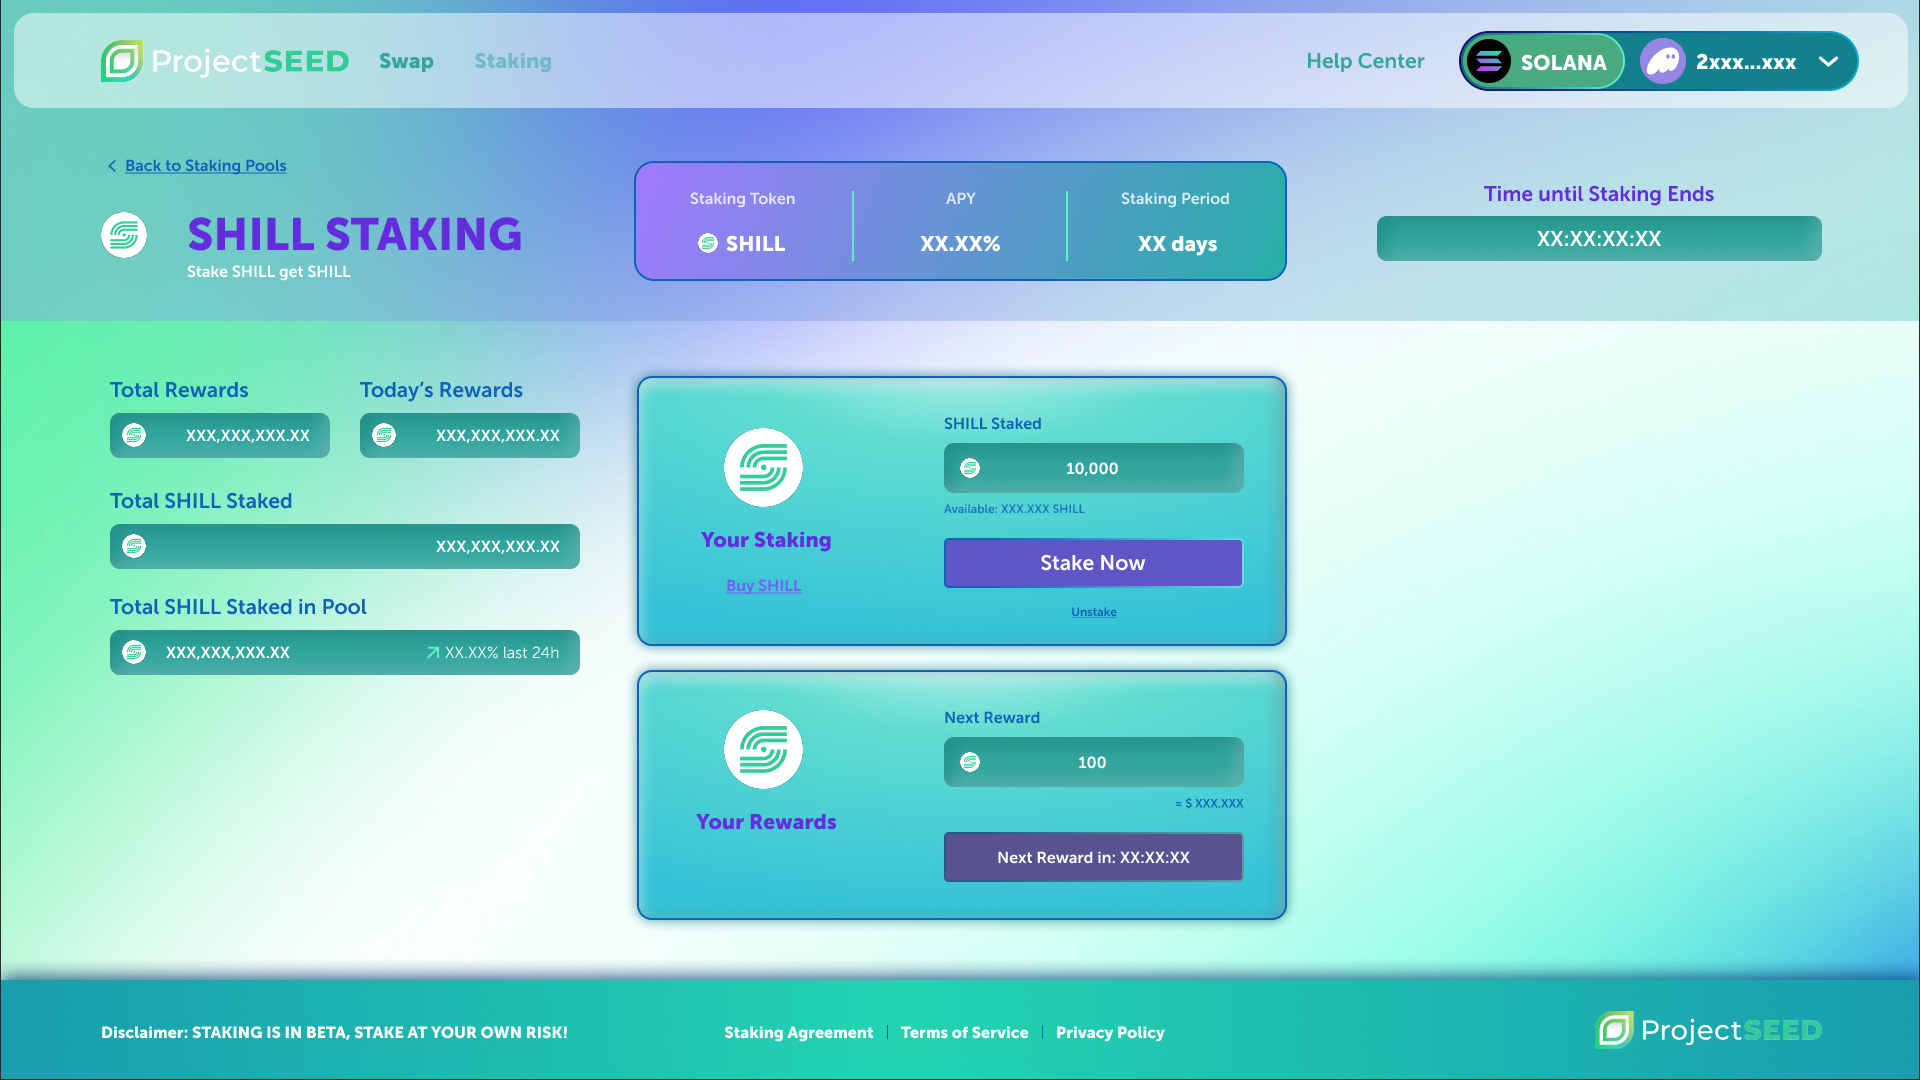 ProjectSEED
Swap
Staking
Help Center
SOLANA
2xxx...xxx
Back to Staking Pools
SHILL STAKING
Stake SHILL get SHILL
Staking Token
SHILL
APY
XX.XX%
Staking Period
XX days
Time until Staking Ends
XX:XX:XX:XX
Total Rewards
XXX,XXX,XXX.XX
Today’s Rewards
XXX,XXX,XXX.XX
Total SHILL Staked
XXX,XXX,XXX.XX
Total SHILL Staked in Pool
XXX,XXX,XXX.XX
XX.XX% last 24h
Your Staking
Buy SHILL
SHILL Staked
10,000
Available: XXX.XXX SHILL
Stake Now
Unstake
Your Rewards
Next Reward
100
≈ $ XXX.XXX
Next Reward in: XX:XX:XX
Disclaimer: STAKING IS IN BETA, STAKE AT YOUR OWN RISK!
Staking Agreement
Terms of Service
Privacy Policy
ProjectSEED